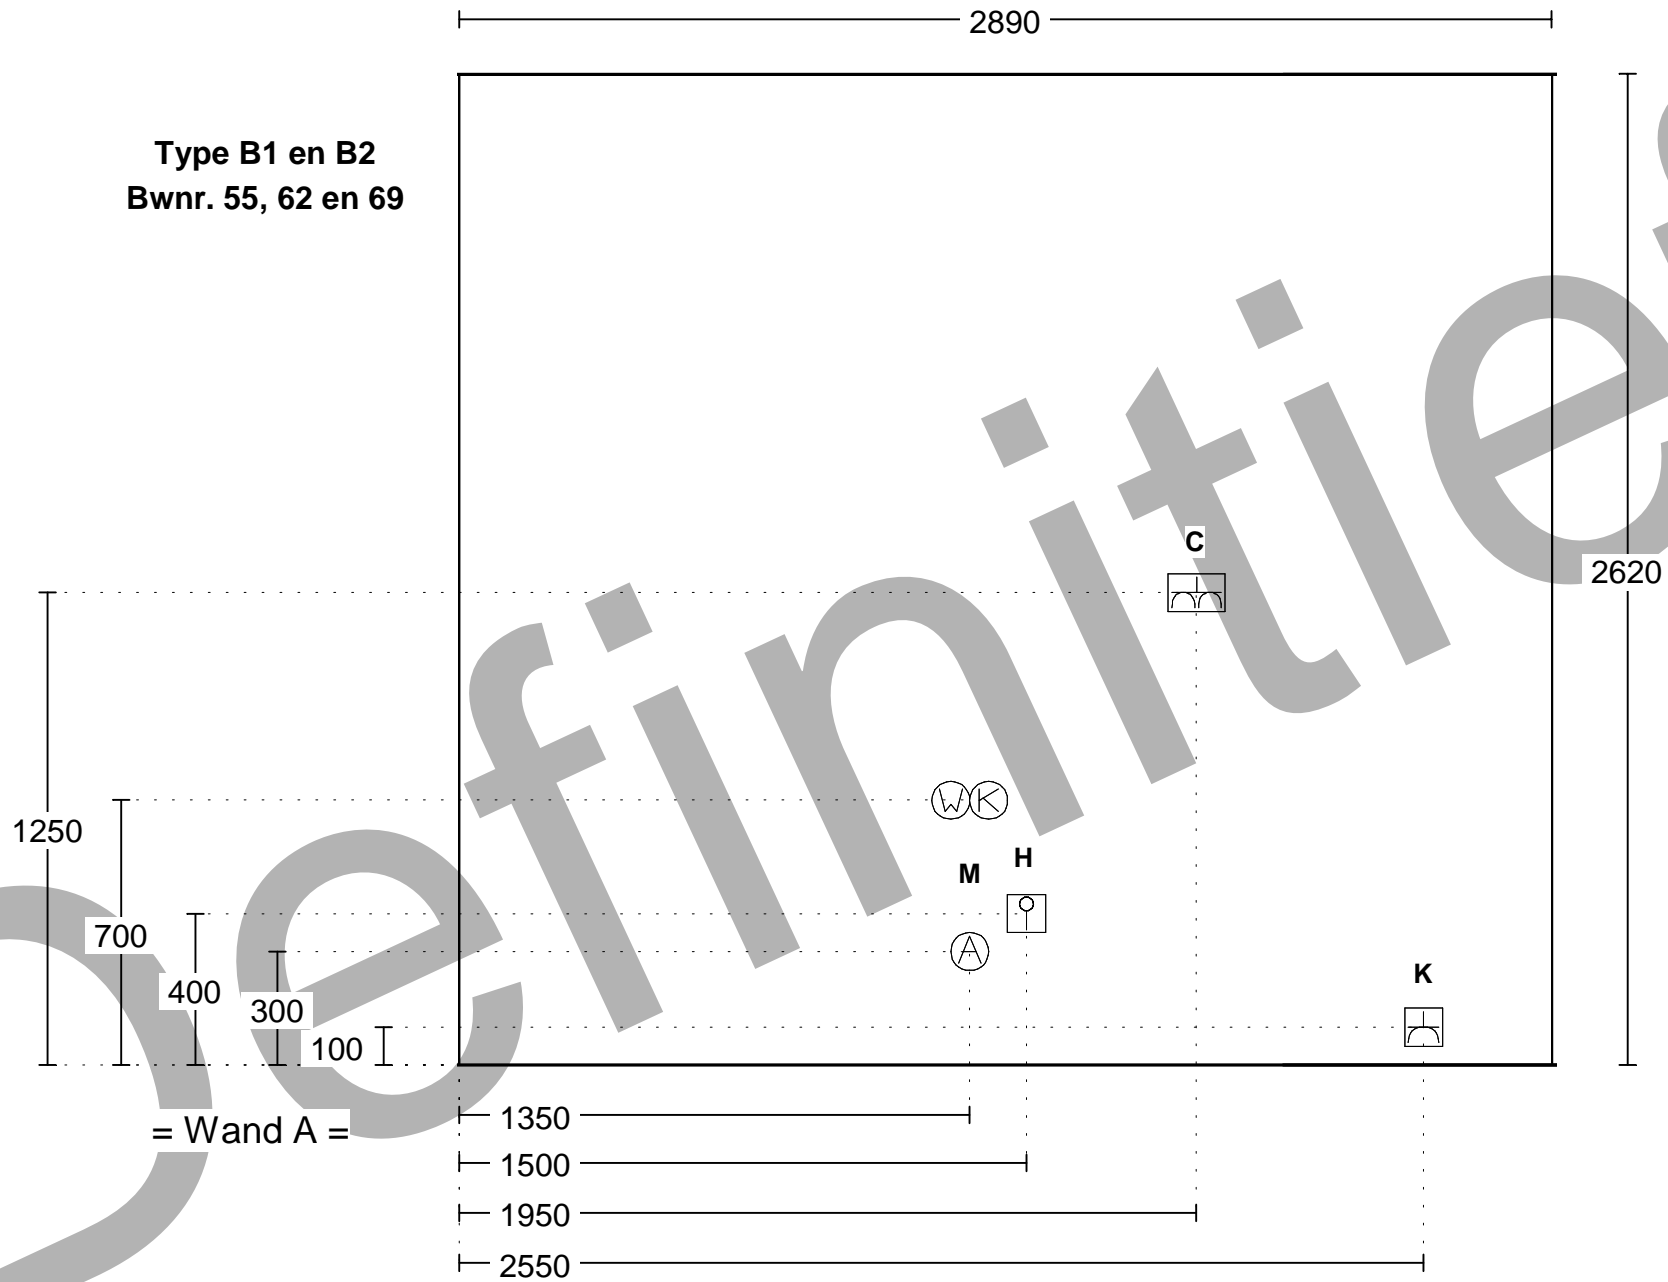 2890
Type B1 en B2
Bwnr. 55, 62 en 69
C
2620
W K
1250
H
M
700
A
K
400
300
100
= Wand A =
1350
1500
1950
2550
Definitie